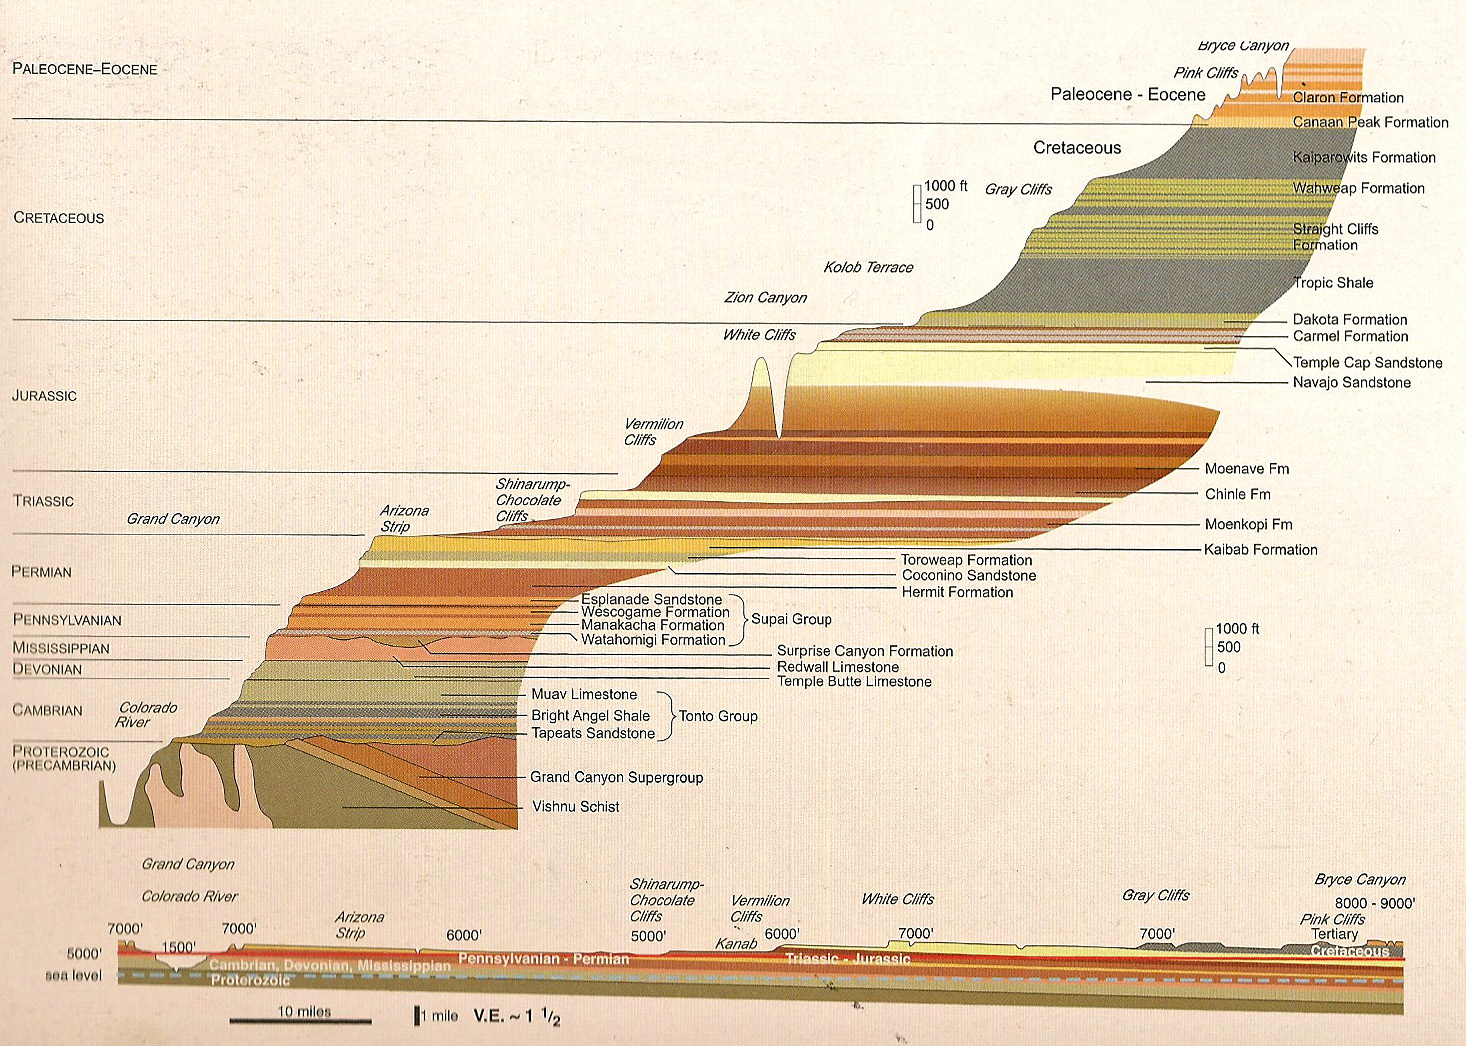 Bryce Canyon
PALEOCENE–EOCENE
Pink Cliffs
Paleocene - Eocene
Claron Formation
Canaan Peak Formation
Cretaceous
Kaiparowits Formation
1000 ft
500
0
Gray Cliffs
Wahweap Formation
CRETACEOUS
Straight Cliffs
Formation
Kolob Terrace
Tropic Shale
Zion Canyon
Dakota Formation
White Cliffs
Carmel Formation
Temple Cap Sandstone
Navajo Sandstone
JURASSIC
Vermilion
Cliffs
Moenave Fm
Shinarump-
Chocolate
Cliffs
Chinle Fm
TRIASSIC
Grand Canyon
Arizona
Strip
Moenkopi Fm
Kaibab Formation
Toroweap Formation
PERMIAN
Coconino Sandstone
Hermit Formation
Esplanade Sandstone
Wescogame Formation
Manakacha Formation
Watahomigi Formation
Supai Group
PENNSYLVANIAN
1000 ft
500
0
MISSISSIPPIAN
Surprise Canyon Formation
DEVONIAN
Redwall Limestone
Temple Butte Limestone
Muav Limestone
CAMBRIAN
Colorado
River
Bright Angel Shale
Tonto Group
Tapeats Sandstone
PROTEROZOIC
(PRECAMBRIAN)
Grand Canyon Supergroup
Vishnu Schist
Grand Canyon
Colorado River
Shinarump-
Chocolate
Cliffs
Vermilion
Cliffs
White Cliffs
Gray Cliffs
Bryce Canyon
8000 - 9000'
Arizona
Strip
Pink Cliffs
Tertiary
7000'
1500'
7000'
6000'
5000'
Kanab
6000'
7000'
7000'
5000'
Cambrian, Devonian, Mississippian
Pennsylvanian - Permian
Triassic - Jurassic
Cretaceous
sea level
Proterozoic
10 miles
1 mile
V.E. ~ 1 1/2